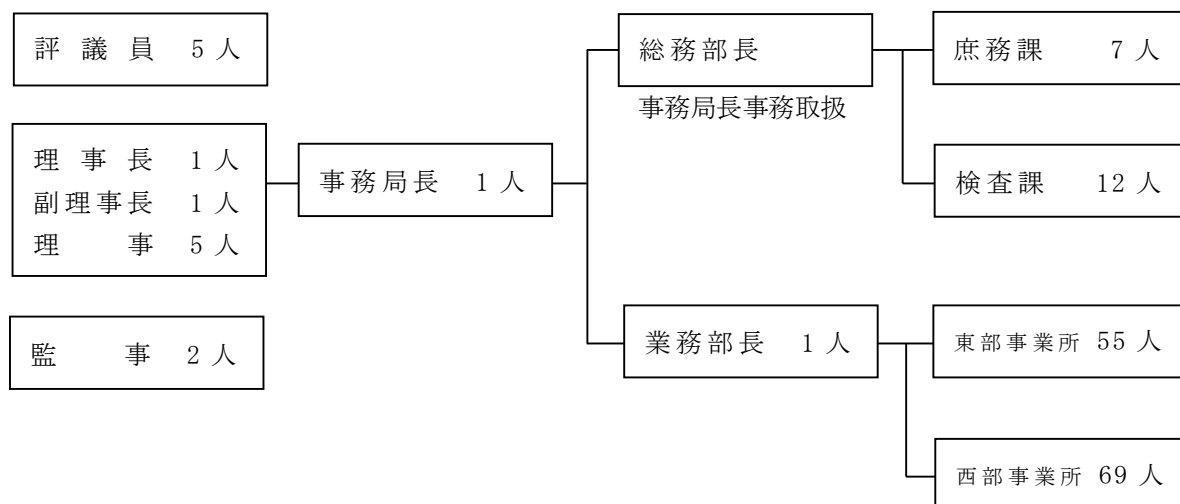 評議員 5人
理事長 1人
副理事長 1人
理事 5人
監事 2人
事務局長 1人
総務部長
事務局長事務取扱
庶務課 7人
検査課 12人
業務部長 1人
東部事業所 55人
西部事業所 69人